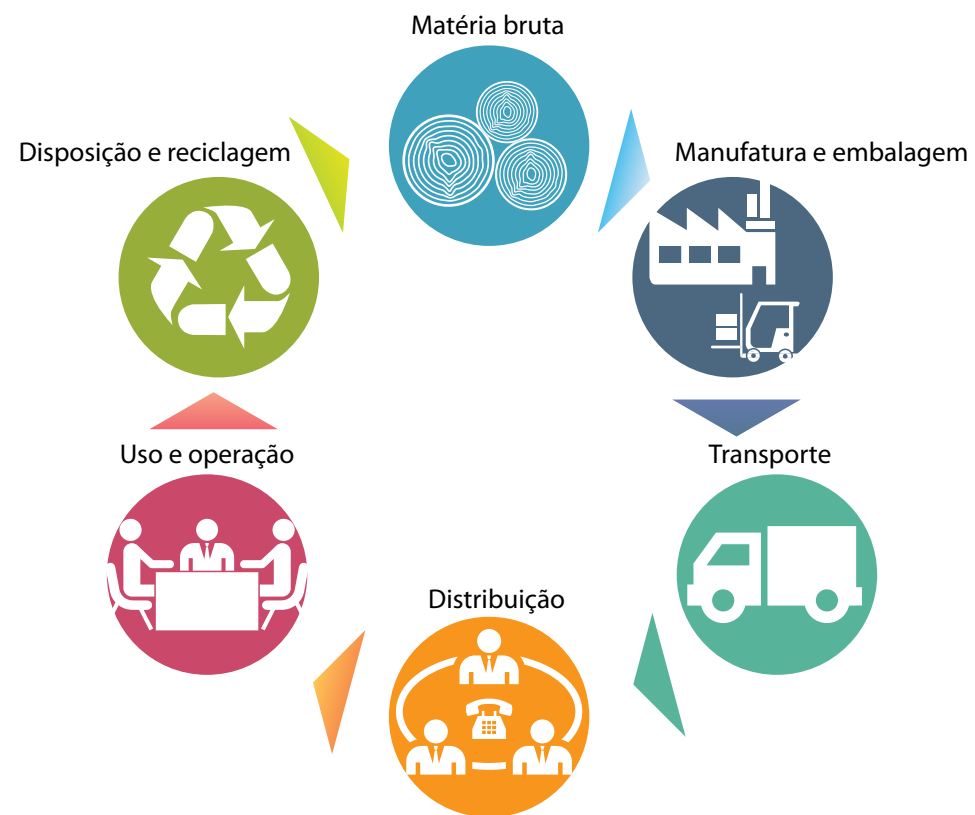 Matéria bruta
Disposição e reciclagem
Manufatura e embalagem
Uso e operação
Transporte
Distribuição